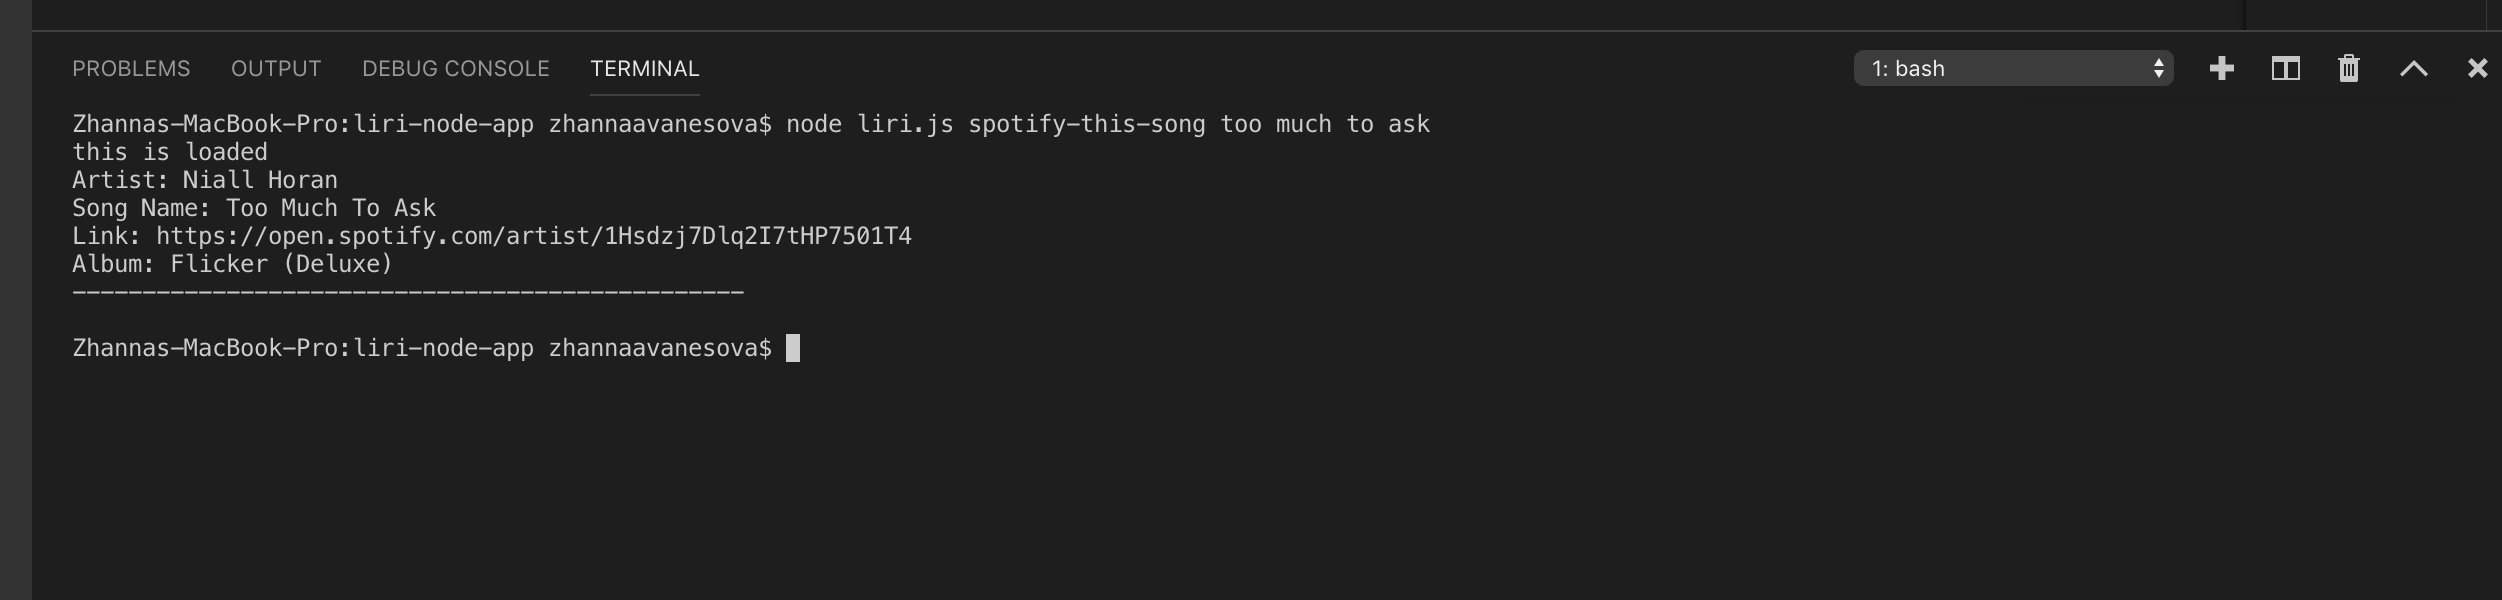 PROBLEMS OUTPUT DEBUG CONSOLE TERMINAL 1: bash
Zhannas-MacBook-Pro:liri-node-app zhannaavanesova$ node liri.js spotify-this-song too much to ask
this is loaded
Artist: Niall Horan
Song Name: Too Much To Ask
Link: https://open.spotify.com/artist/1Hsdzj7Dlq2I7tHP7501T4
Album: Flicker (Deluxe)
------------------------------------------------
Zhannas-MacBook-Pro:liri-node-app zhannaavanesova$